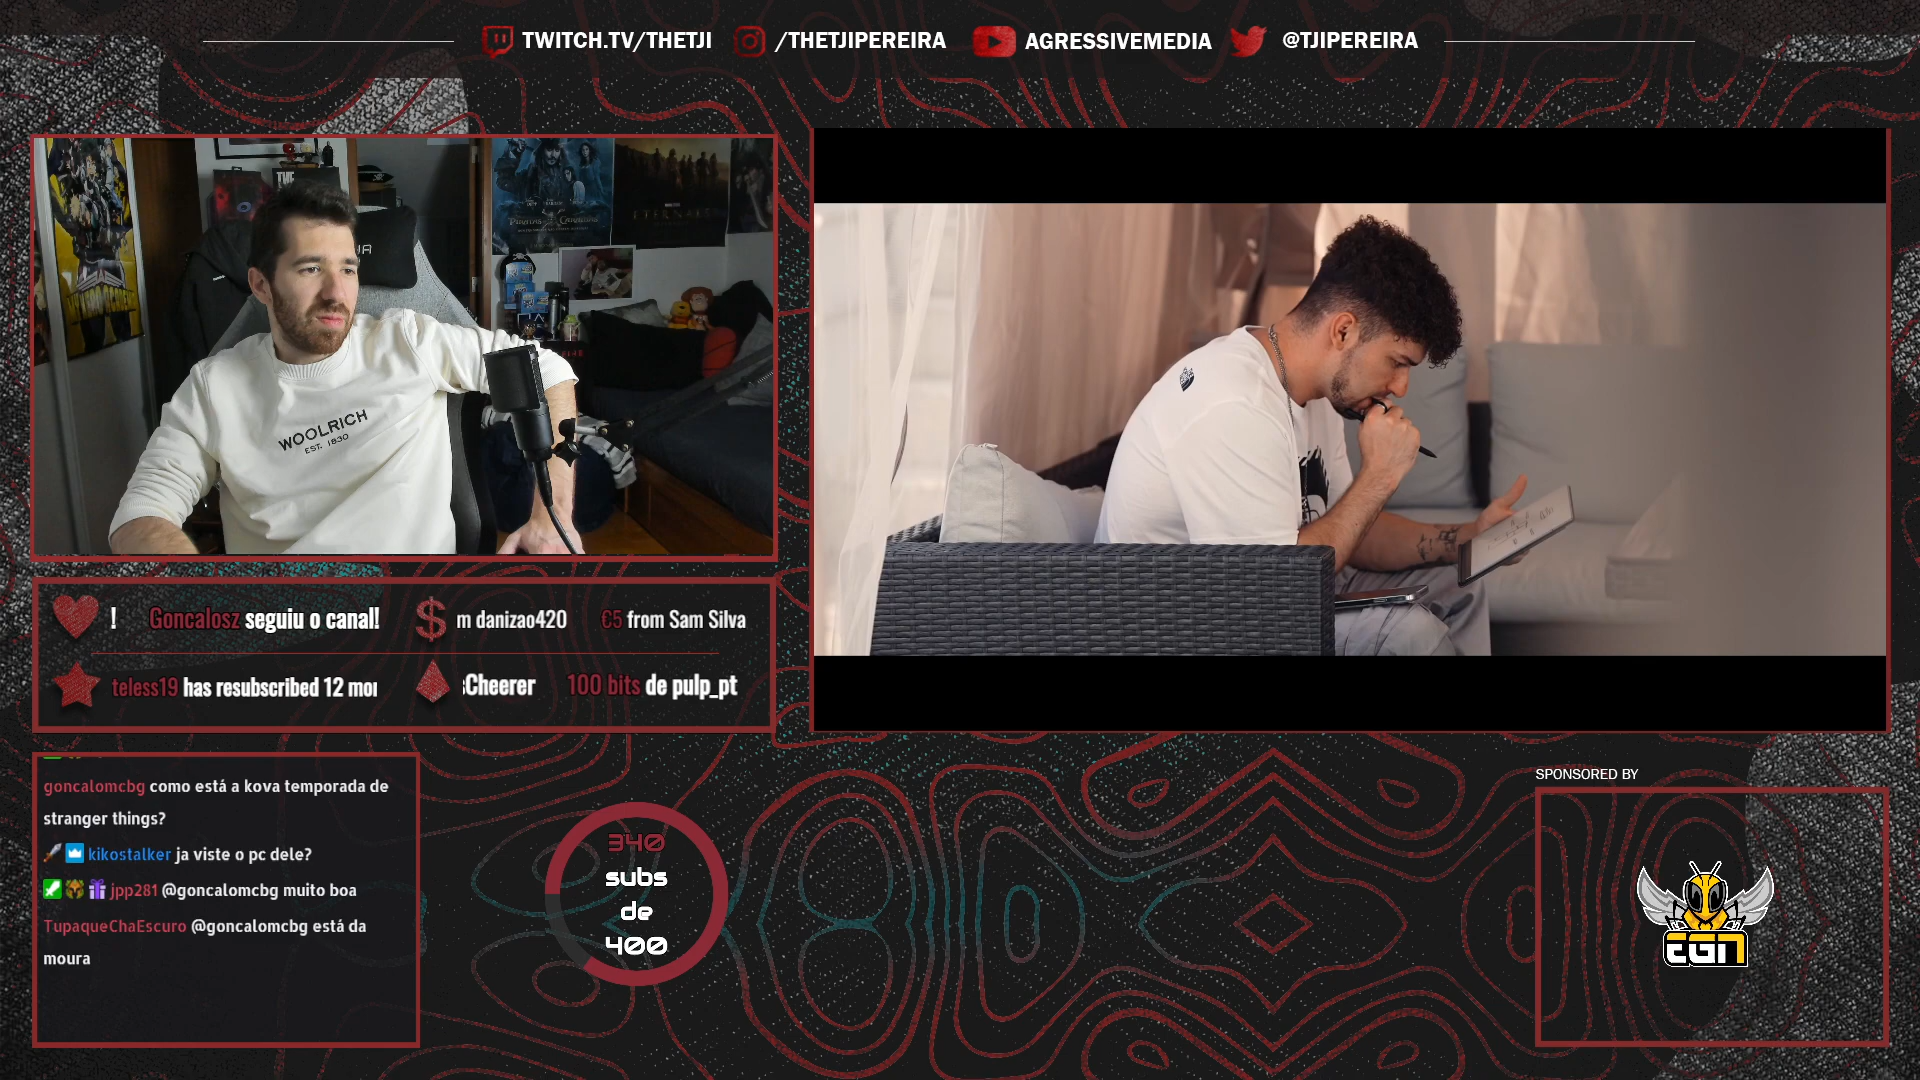 TWITCH.TV/THETJI
/THETJIPEREIRA
AGRESSIVEMEDIA
@TJIPEREIRA
WOOLRICH
EST. 1830
! Goncalosz seguiu o canal!
m danizao420 €5 from Sam Silva
teless19 has resubscribed 12 mo
Cheerer 100 bits de pulp_pt
goncalomcbg como está a kova temporada de
stranger things?
kikostalker ja viste o pc dele?
jpp281 @goncalomcbg muito boa
TupaqueChaEscuro @goncalomcbg está da
moura
340
subs
de
400
SPONSORED BY
CGN